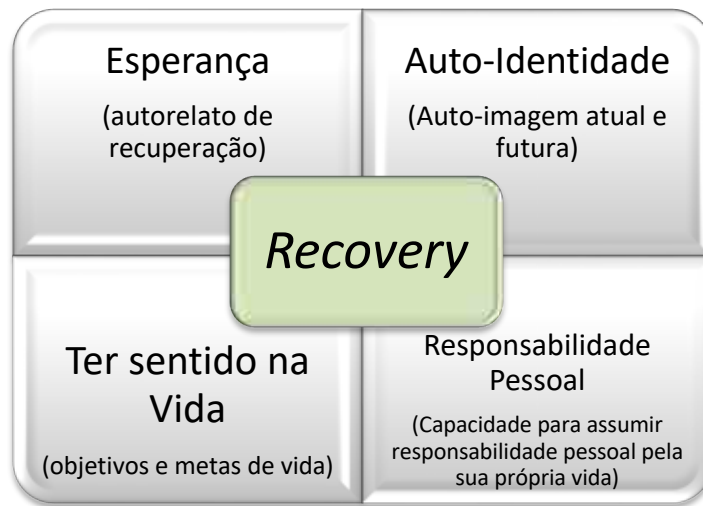 Esperança
(autorelato de
recuperação)
Auto-Identidade
(Auto-imagem atual e
futura)
Recovery
Ter sentido na
Vida
(objetivos e metas de vida)
Responsabilidade
Pessoal
(Capacidade para assumir
responsabilidade pessoal pela
sua própria vida)